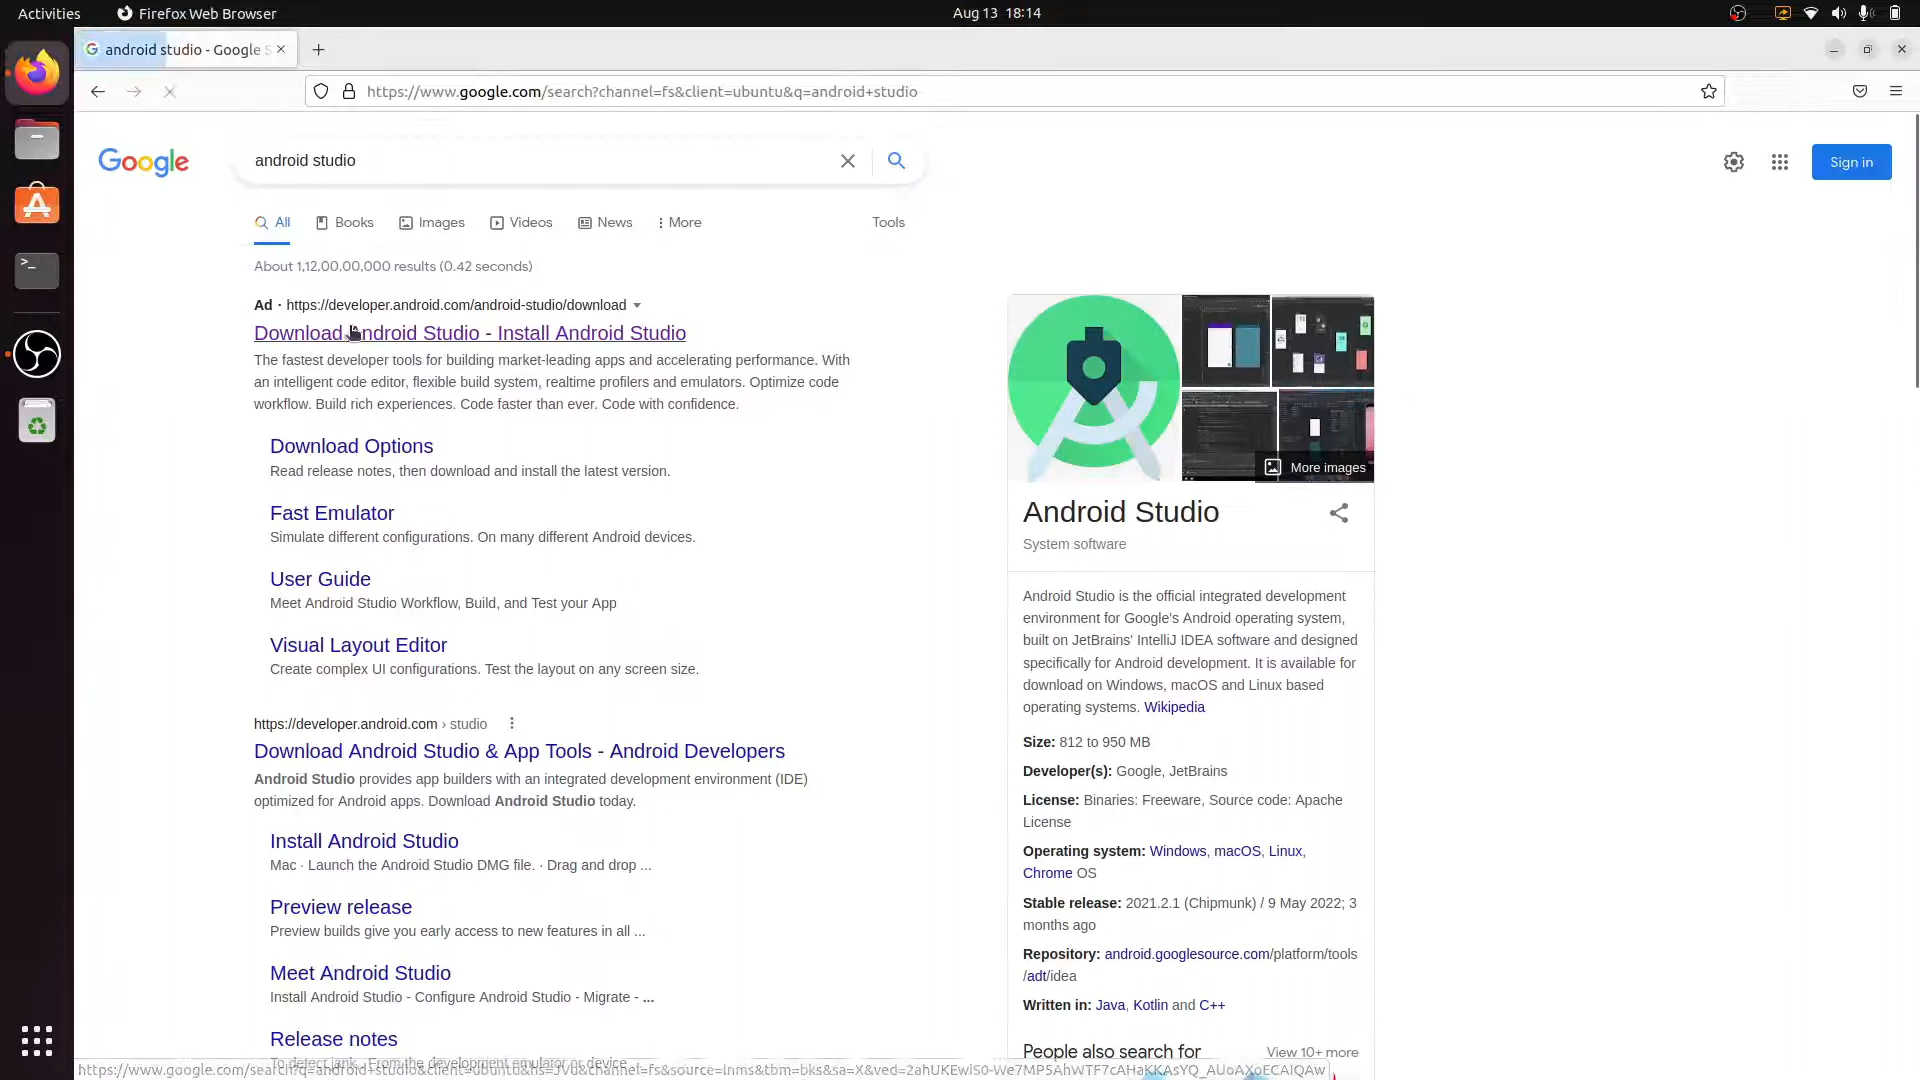 Activities
Firefox Web Browser
Aug 13 18:14
android studio - Google S
https://www.google.com/search?channel=fs&client=ubuntu&q=android+studio
Google
android studio
Sign in
All
Books
Images
Videos
News
More
Tools
About 1,12,00,00,000 results (0.42 seconds)
Ad · https://developer.android.com/android-studio/download
Download Android Studio - Install Android Studio
The fastest developer tools for building market-leading apps and accelerating performance. With
an intelligent code editor, flexible build system, realtime profilers and emulators. Optimize code
workflow. Build rich experiences. Code faster than ever. Code with confidence.
Download Options
Read release notes, then download and install the latest version.
Fast Emulator
Simulate different configurations. On many different Android devices.
User Guide
Meet Android Studio Workflow, Build, and Test your App
Visual Layout Editor
Create complex UI configurations. Test the layout on any screen size.
https://developer.android.com › studio
Download Android Studio & App Tools - Android Developers
Android Studio provides app builders with an integrated development environment (IDE)
optimized for Android apps. Download Android Studio today.
Install Android Studio
Mac · Launch the Android Studio DMG file. · Drag and drop ...
Preview release
Preview builds give you early access to new features in all ...
Meet Android Studio
Install Android Studio - Configure Android Studio - Migrate - ...
Release notes
To detect jank. From the development emulator or device
More images
Android Studio
System software
Android Studio is the official integrated development
environment for Google's Android operating system,
built on JetBrains' IntelliJ IDEA software and designed
specifically for Android development. It is available for
download on Windows, macOS and Linux based
operating systems. Wikipedia
Size: 812 to 950 MB
Developer(s): Google, JetBrains
License: Binaries: Freeware, Source code: Apache
License
Operating system: Windows, macOS, Linux,
Chrome OS
Stable release: 2021.2.1 (Chipmunk) / 9 May 2022; 3
months ago
Repository: android.googlesource.com/platform/tools
/adt/idea
Written in: Java, Kotlin and C++
People also search for
View 10+ more